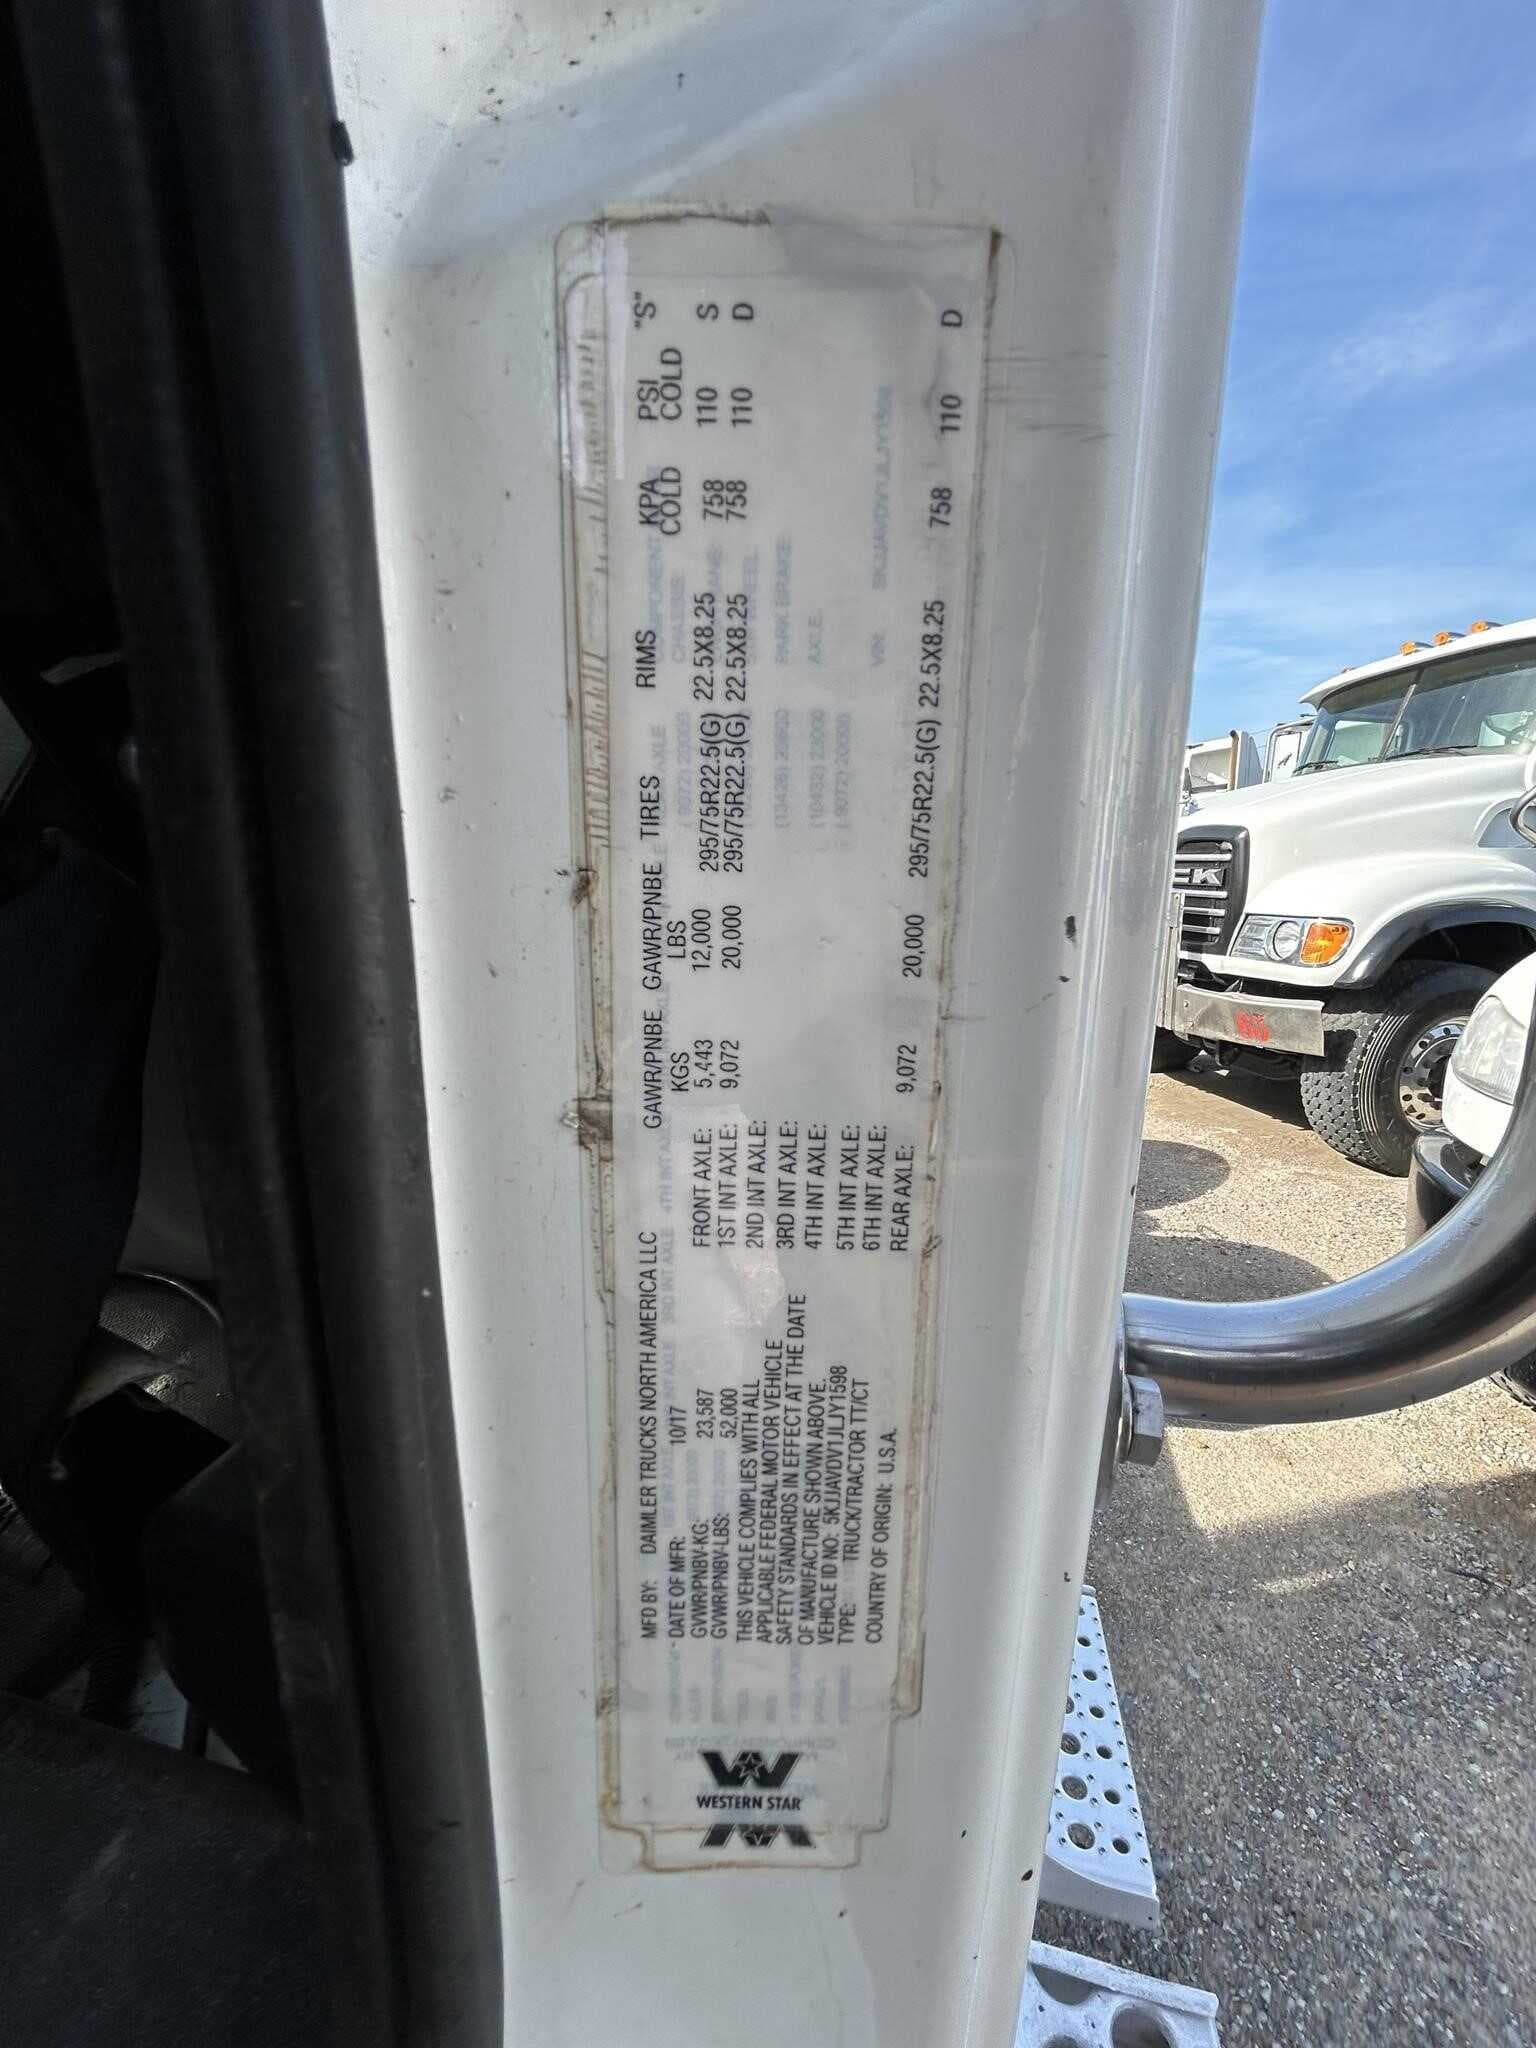 MFD BY: DAIMLER TRUCKS NORTH AMERICA LLC
DATE OF MFR: 10/17
GVWR/PNBV-KG: 23,587
GVWR/PNBV-LBS: 52,000
THIS VEHICLE COMPLIES WITH ALL
APPLICABLE FEDERAL MOTOR VEHICLE
SAFETY STANDARDS IN EFFECT AT THE DATE
OF MANUFACTURE SHOWN ABOVE.
VEHICLE ID NO: 5KJJAVDV1JLJY1598
TYPE: TRUCK/TRACTOR TT/CT
COUNTRY OF ORIGIN: U.S.A.
GAWR/PNBE GAWR/PNBE TIRES RIMS KPA PSI "S"
KGS LBS COLD COLD
FRONT AXLE: 5,443 12,000 295/75R22.5(G) 22.5X8.25 758 110 S
1ST INT AXLE: 9,072 20,000 295/75R22.5(G) 22.5X8.25 758 110 D
2ND INT AXLE:
3RD INT AXLE:
4TH INT AXLE:
5TH INT AXLE:
6TH INT AXLE:
REAR AXLE: 9,072 20,000 295/75R22.5(G) 22.5X8.25 758 110 D
WESTERN STAR